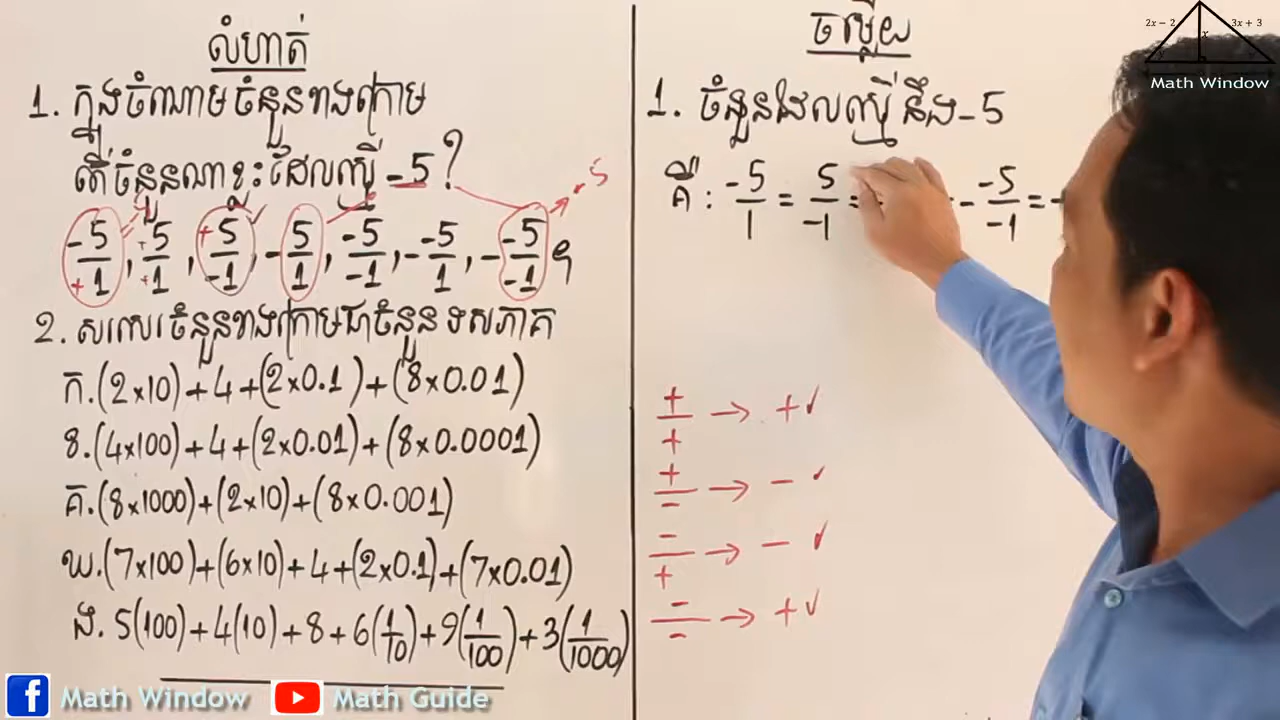 លំហាត់
1. ក្នុងចំណោមចំនួនខាងក្រោម
តើចំនួនណាខ្លះដែលស្មើ -5?
-5/+1, +5/+1, +5/-1, -5/1, -5/-1, --5/1, --5/-1 ។
-5
2. សរសេរចំនួនខាងក្រោមជាចំនួនទសភាគ
ក.(2×10)+4+(2×0.1)+(8×0.01)
ខ.(4×100)+4+(2×0.01)+(8×0.0001)
គ.(8×1000)+(2×10)+(8×0.001)
ឃ.(7×100)+(6×10)+4+(2×0.1)+(7×0.01)
ង. 5(100)+4(10)+8+6(1/10)+9(1/100)+3(1/1000)
ចម្លើយ
1. ចំនួនដែលស្មើនឹង -5
គឺ : -5/1 = 5/-1 = --5/-1 =
+/+ → + ✓
+/- → - ✓
-/+ → - ✓
-/- → + ✓
2x − 2
3x + 3
x
Math Window
Math Window
Math Guide